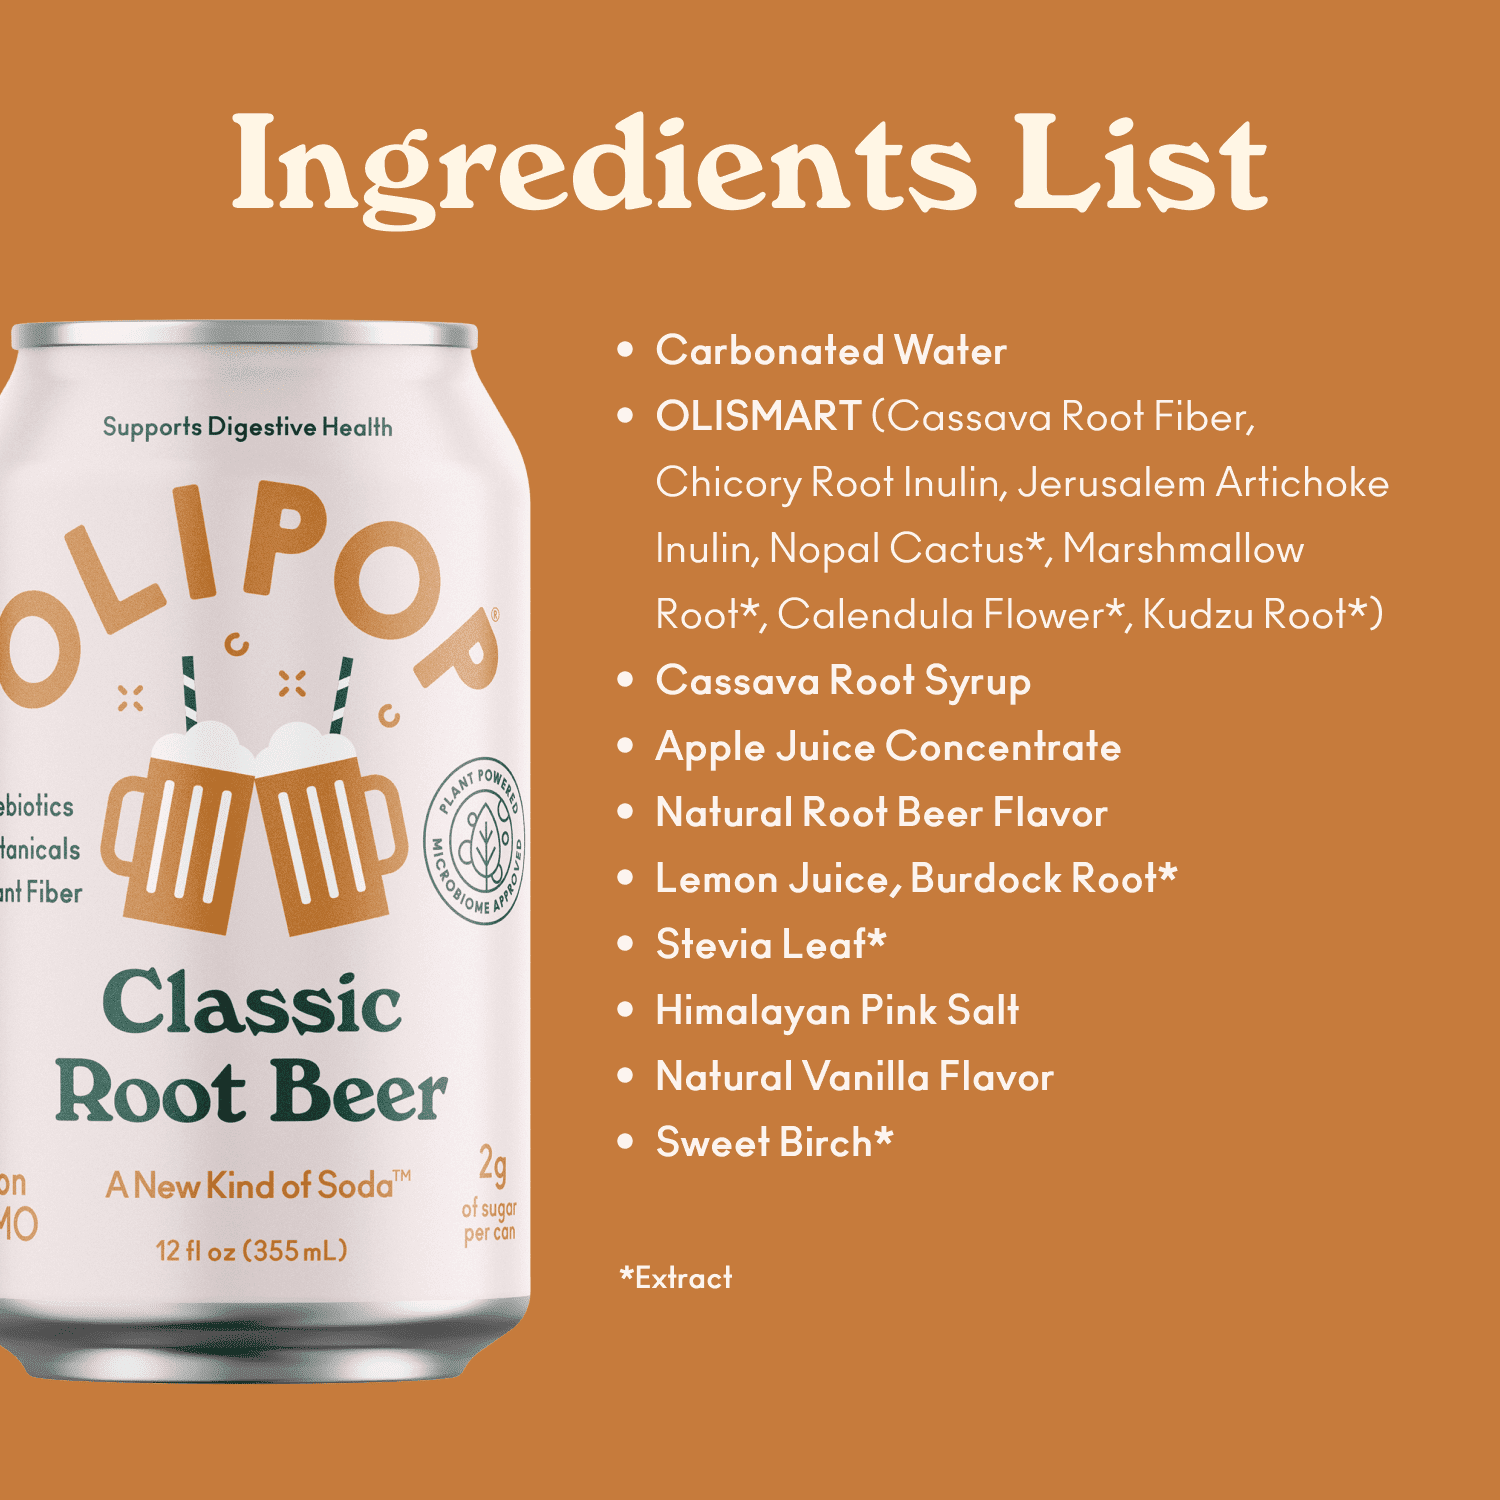 Ingredients List
Supports Digestive Health
OLIPOP®
PLANT POWERED
MICROBIOME APPROVED
Fiber
Classic
Root Beer
A New Kind of Soda™
2g
of sugar
per can
12 fl oz (355 mL)
• Carbonated Water
• OLISMART (Cassava Root Fiber,
Chicory Root Inulin, Jerusalem Artichoke
Inulin, Nopal Cactus*, Marshmallow
Root*, Calendula Flower*, Kudzu Root*)
• Cassava Root Syrup
• Apple Juice Concentrate
• Natural Root Beer Flavor
• Lemon Juice, Burdock Root*
• Stevia Leaf*
• Himalayan Pink Salt
• Natural Vanilla Flavor
• Sweet Birch*
*Extract